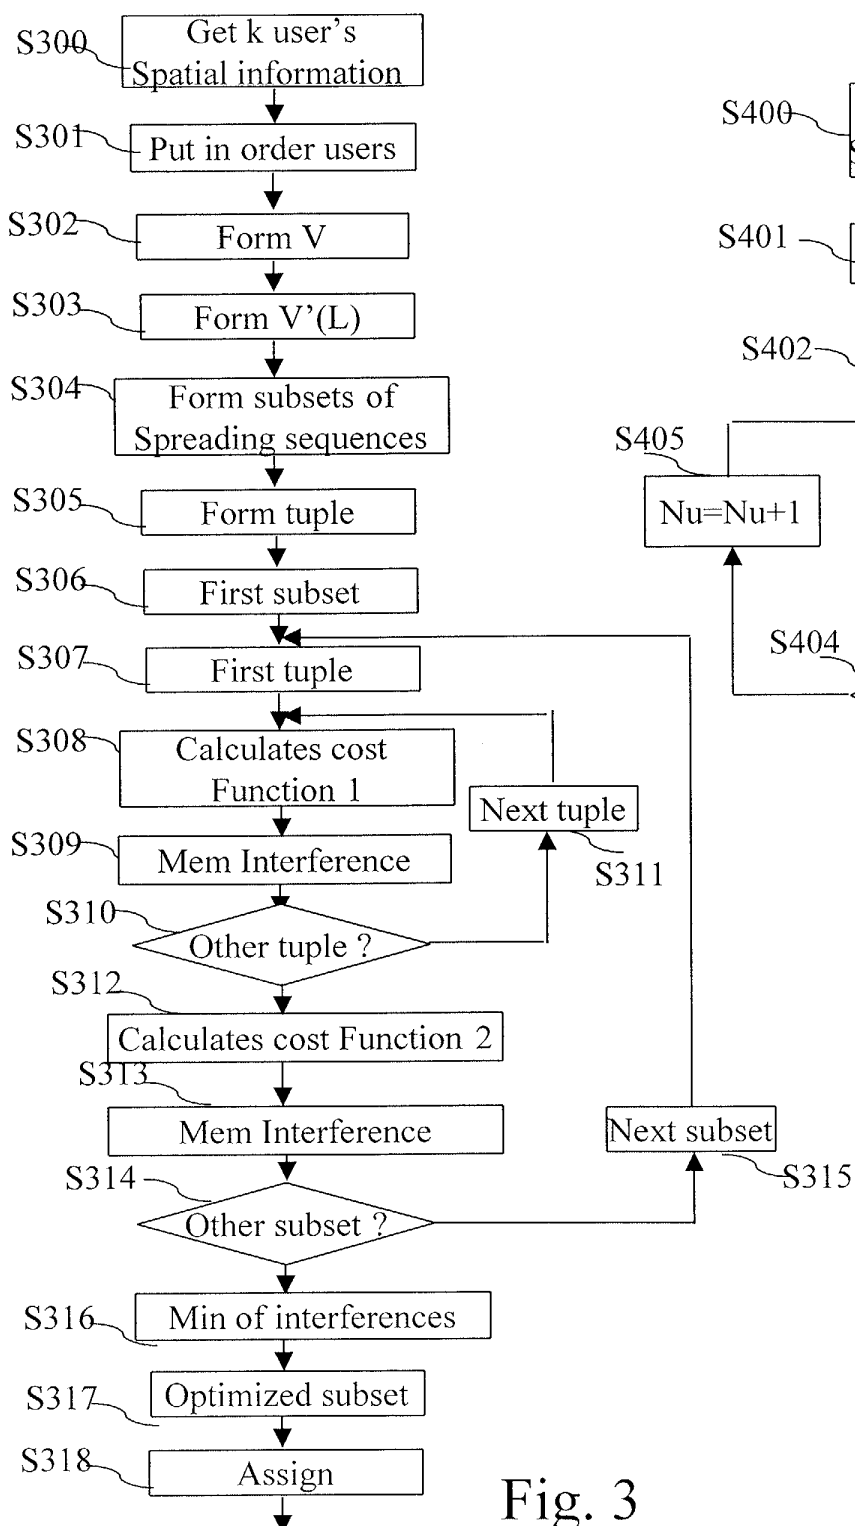 S300
Get k user's
Spatial information
S301
Put in order users
S302
Form V
S303
Form V'(L)
S304
Form subsets of
Spreading sequences
S305
Form tuple
S306
First subset
S307
First tuple
S308
Calculates cost
Function 1
Next tuple
S311
S309
Mem Interference
S310
Other tuple ?
S312
Calculates cost Function 2
S313
Mem Interference
Next subset
S315
S314
Other subset ?
S316
Min of interferences
S317
Optimized subset
S318
Assign
Fig. 3
S400
S401
S402
S405
Nu=Nu+1
S404